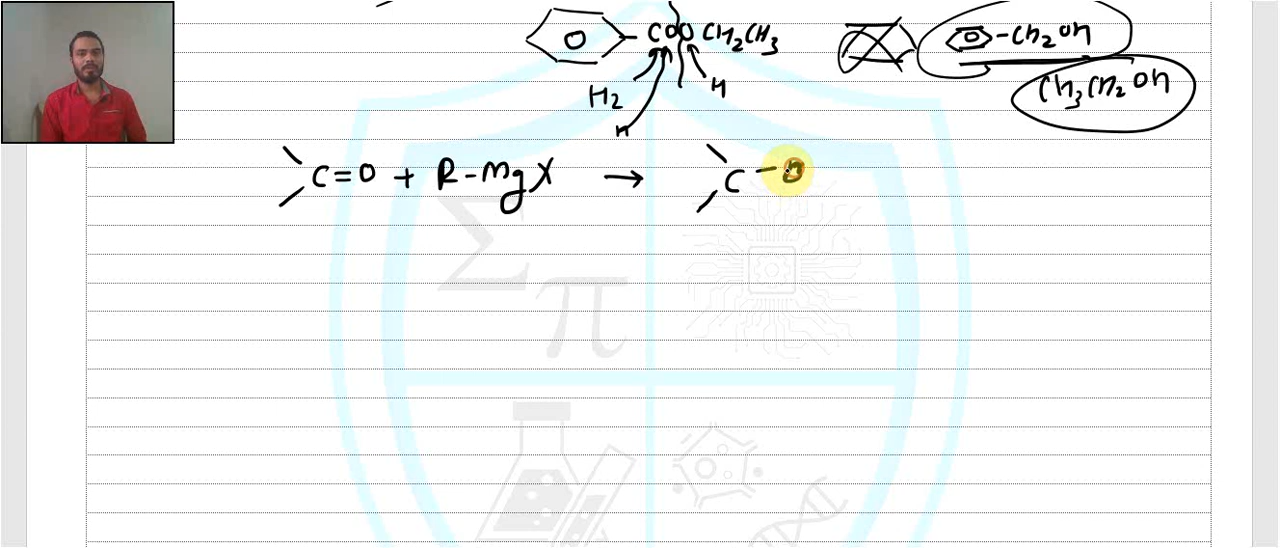 COOCH2CH3 -CH2OH
H2 H CH3CH2OH
H
C=O + R-MgX → C-O
Σ
π